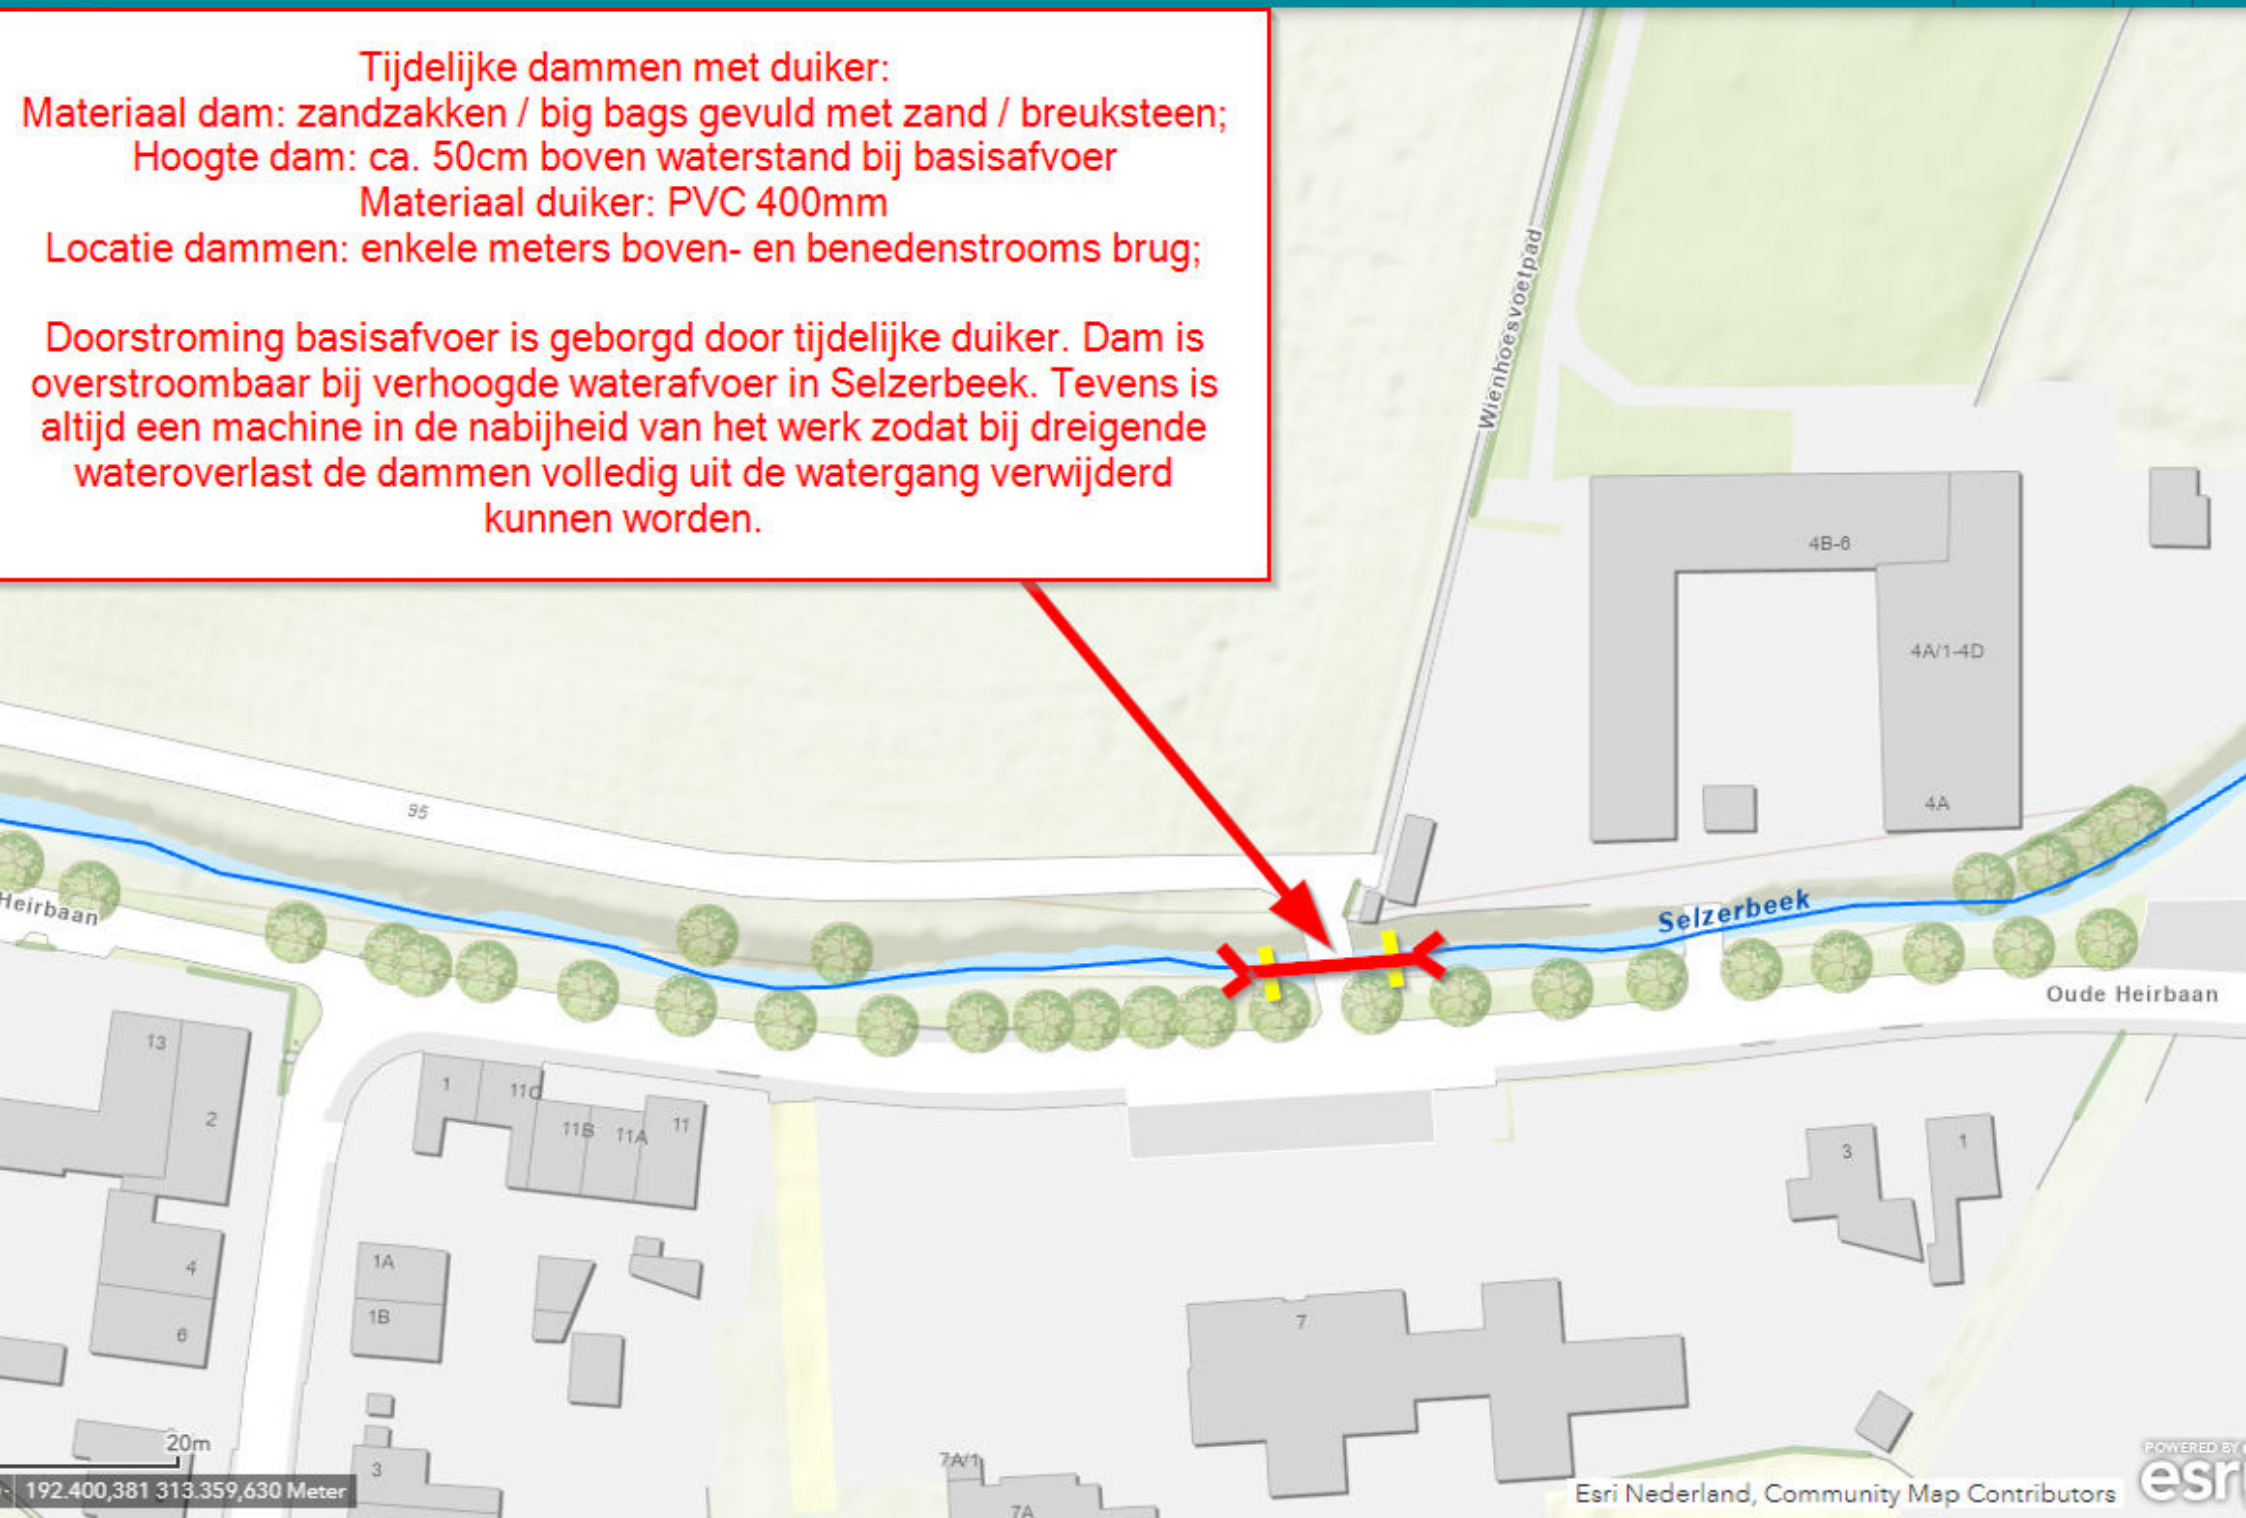 Tijdelijke dammen met duiker:
Materiaal dam: zandzakken / big bags gevuld met zand / breuksteen;
Hoogte dam: ca. 50cm boven waterstand bij basisafvoer
Materiaal duiker: PVC 400mm
Locatie dammen: enkele meters boven- en benedenstrooms brug;
Doorstroming basisafvoer is geborgd door tijdelijke duiker. Dam is
overstroombaar bij verhoogde waterafvoer in Selzerbeek. Tevens is
altijd een machine in de nabijheid van het werk zodat bij dreigende
wateroverlast de dammen volledig uit de watergang verwijderd
kunnen worden.
Wienhoesvoetpad
4B-6
4A/1-4D
4A
95
Heirbaan
Selzerbeek
Oude Heirbaan
13
2
1
11C
11B
11A
11
3
1
4
6
1A
1B
7
20m
3
7A/1
7A
192.400,381 313.359,630 Meter
Esri Nederland, Community Map Contributors
POWERED BY
esri